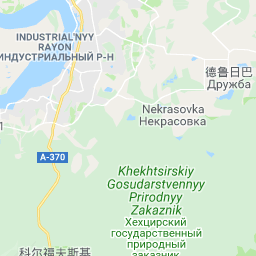 INDUSTRIAL'NYY
RAYON
ИНДУСТРИАЛЬНЫЙ Р-Н
德鲁日巴
Дружба
Nekrasovka
Некрасовка
A-370
Khekhtsirskiy
Gosudarstvennyy
Prirodnyy
Zakaznik
Хехцирский
государственный
природный
заказник
科尔福夫斯基